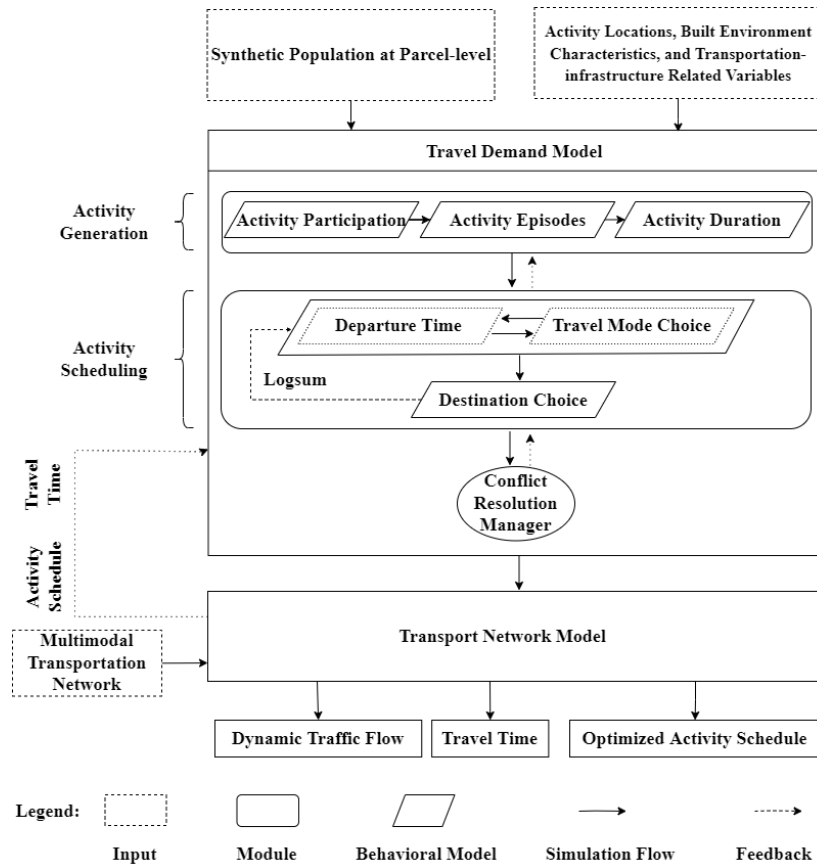 Synthetic Population at Parcel-level
Activity Locations, Built Environment
Characteristics, and Transportation-
infrastructure Related Variables
Travel Demand Model
Activity
Generation
Activity Participation
Activity Episodes
Activity Duration
Activity
Scheduling
Departure Time
Travel Mode Choice
Logsum
Destination Choice
Conflict
Resolution
Manager
Travel
Time
Activity
Schedule
Transport Network Model
Multimodal
Transportation
Network
Dynamic Traffic Flow
Travel Time
Optimized Activity Schedule
Legend:
Input
Module
Behavioral Model
Simulation Flow
Feedback